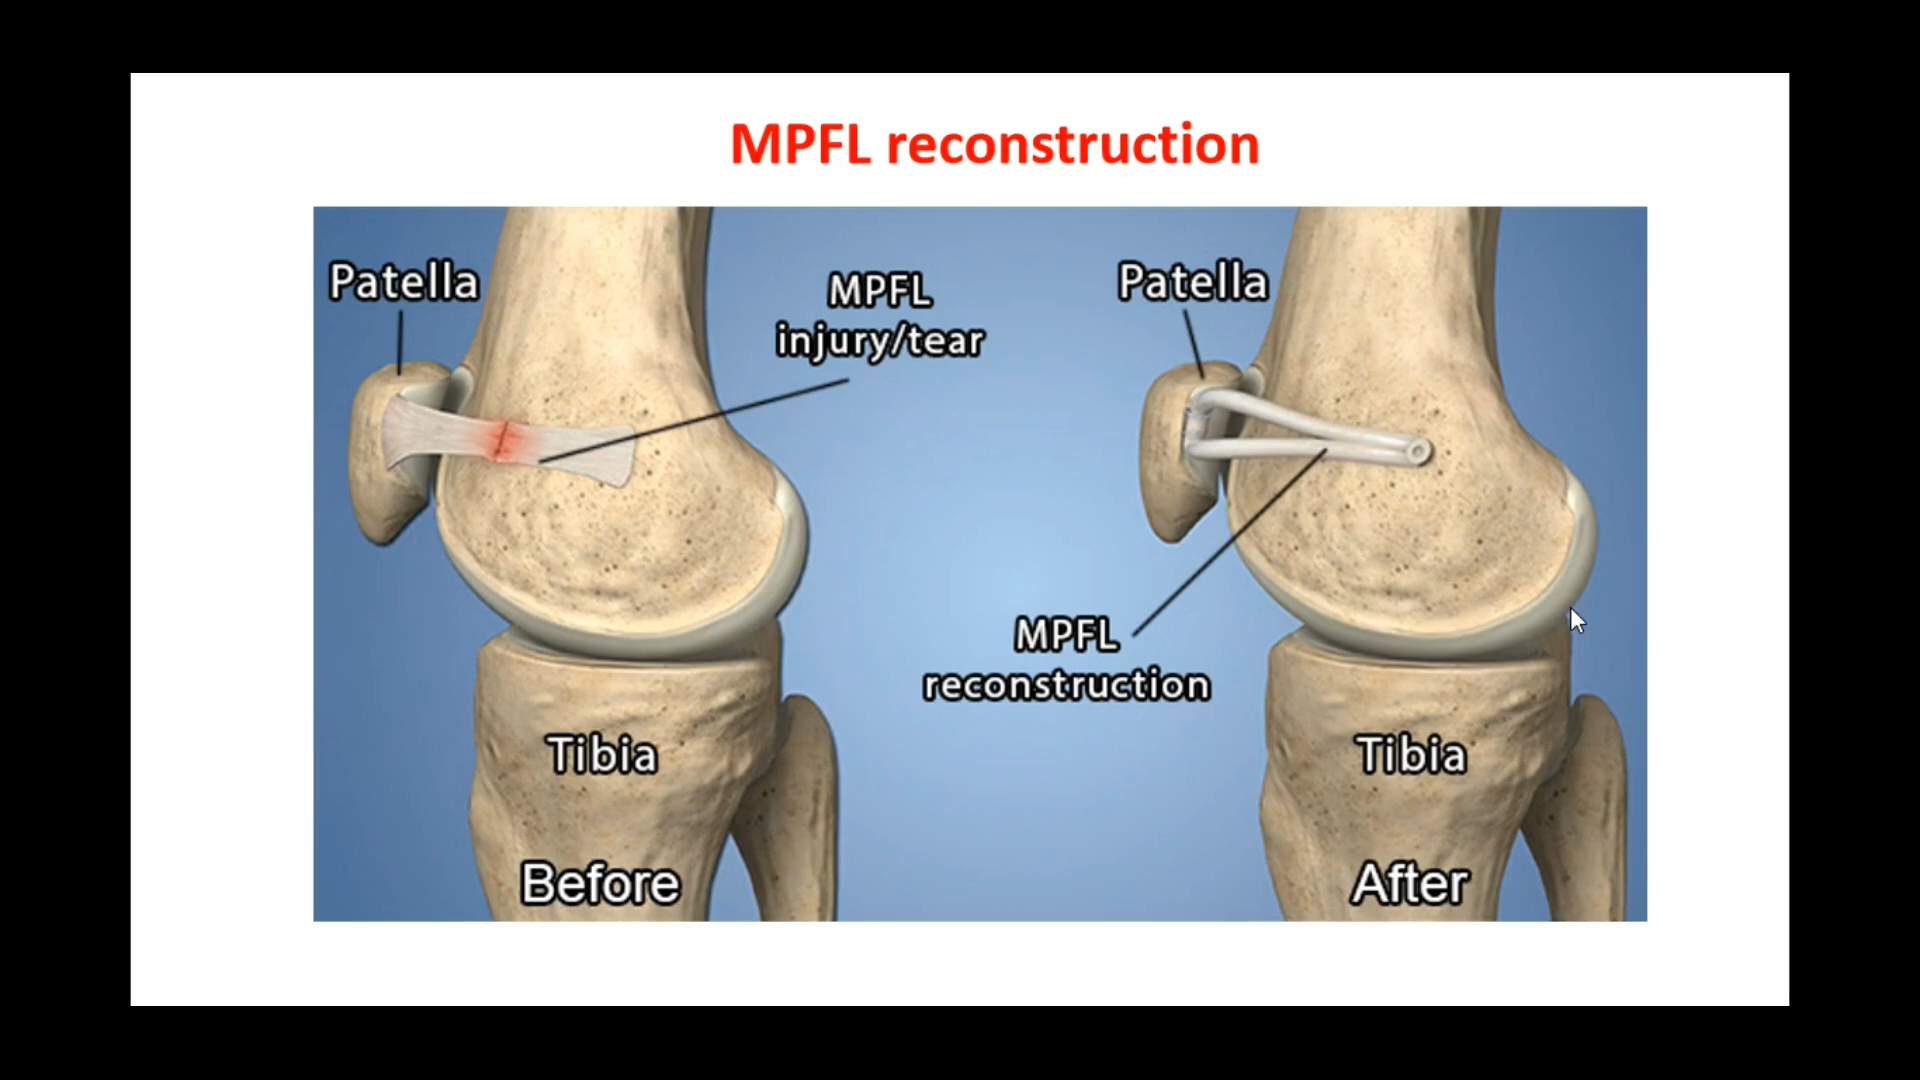 MPFL reconstruction
Patella
MPFL
injury/tear
Tibia
Before
Patella
MPFL
reconstruction
Tibia
After